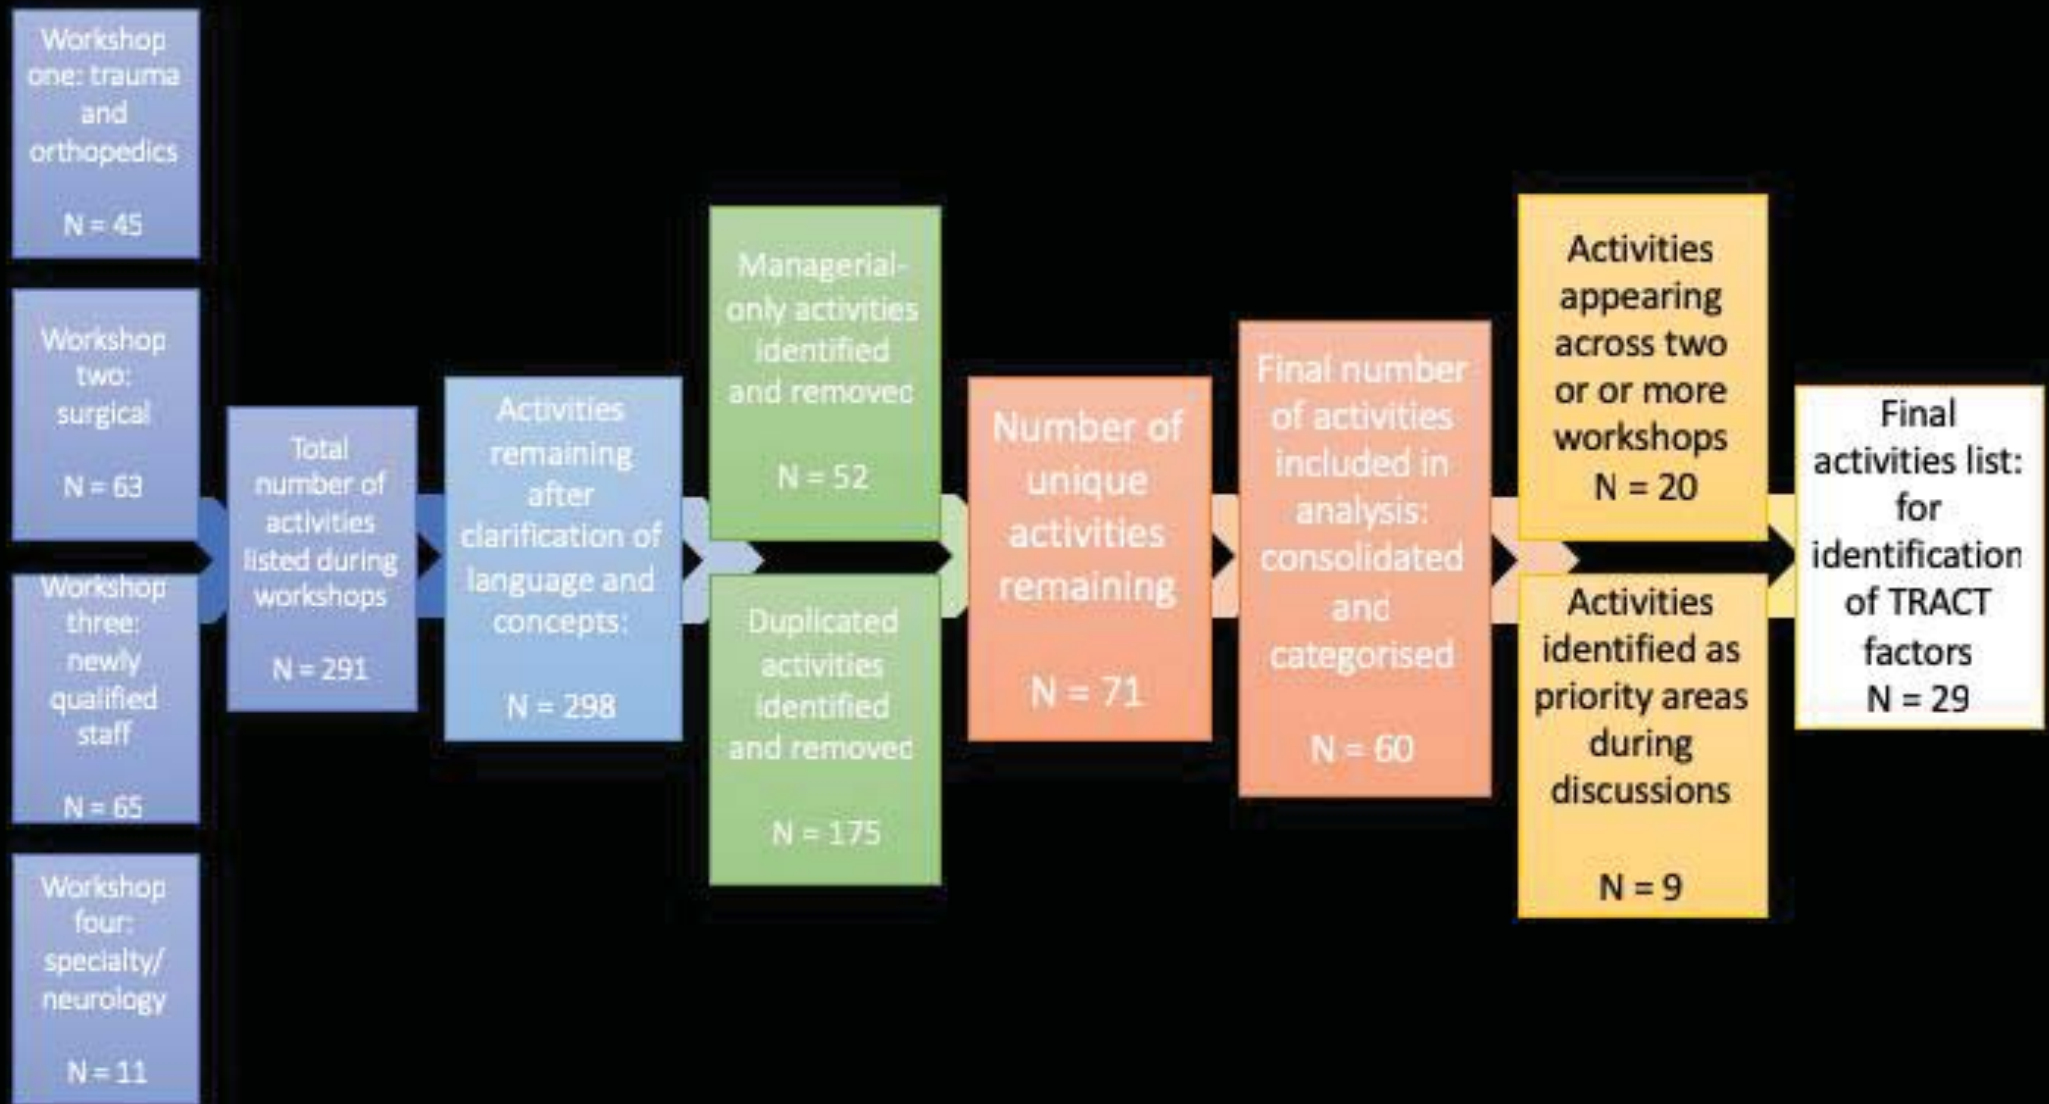 Workshop
one: trauma
and
orthopedics
N = 45
Workshop
two:
surgical
N = 63
Workshop
three:
newly
qualified
staff
N = 65
Workshop
four:
specialty/
neurology
N = 11
Total
number of
activities
listed during
workshops
N = 291
Activities
remaining
after
clarification of
language and
concepts:
N = 298
Managerial-
only activities
identified
and removed
N = 52
Duplicated
activities
identified
and removed
N = 175
Number of
unique
activities
remaining
N = 71
Final number
of activities
included in
analysis:
consolidated
and
categorised
N = 60
Activities
appearing
across two
or or more
workshops
N = 20
Activities
identified as
priority areas
during
discussions
N = 9
Final
activities list:
for
identification
of TRACT
factors
N = 29